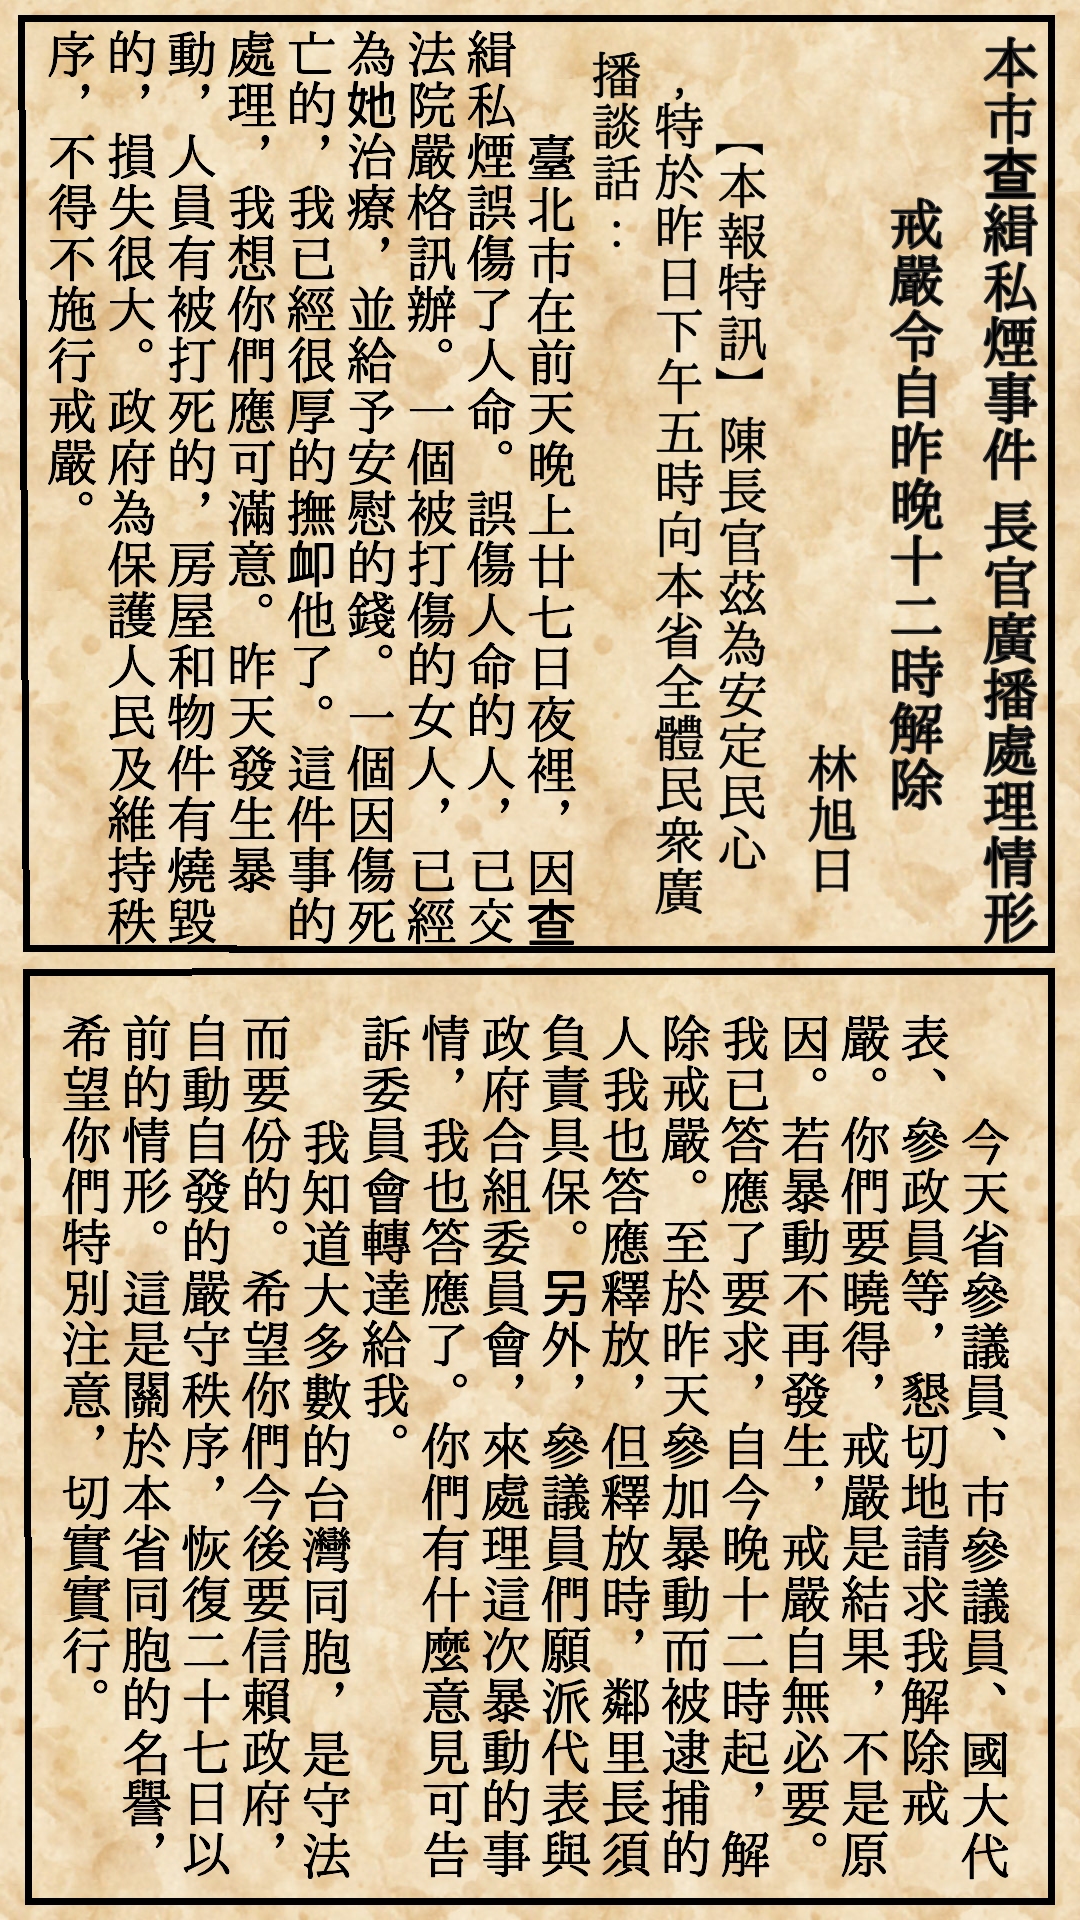 本市查緝私煙事件 長官廣播處理情形
戒嚴令自昨晚十二時解除
林旭日
【本報特訊】 陳長官茲為安定民心
，特於昨日下午五時向本省全體民衆廣
播談話：
臺北市在前天晚上廿七日夜裡，因查
緝私煙誤傷了人命。誤傷人命的人，已交
法院嚴格訊辦。一個被打傷的女人，已經
為她治療，並給予安慰的錢。一個因傷死
亡的，我已經很厚的撫卹他了。這件事的
處理，我想你們應可滿意。昨天發生暴
動，人員有被打死的，房屋和物件有燒毀
的，損失很大。政府為保護人民及維持秩
序，不得不施行戒嚴。
今天省參議員、市參議員、國大代
表、參政員等，懇切地請求我解除戒
嚴。你們要曉得，戒嚴是結果，不是原
因。若暴動不再發生，戒嚴自無必要。
我已答應了要求，自今晚十二時起，解
除戒嚴。至於昨天參加暴動而被逮捕的
人我也答應釋放，但釋放時，鄰里長須
負責具保。另外，參議員們願派代表與
政府合組委員會，來處理這次暴動的事
情，我也答應了。你們有什麼意見可告
訴委員會轉達給我。
我知道大多數的台灣同胞，是守法
而要份的。希望你們今後要信賴政府，
自動自發的嚴守秩序，恢復二十七日以
前的情形。這是關於本省同胞的名譽，
希望你們特別注意，切實實行。